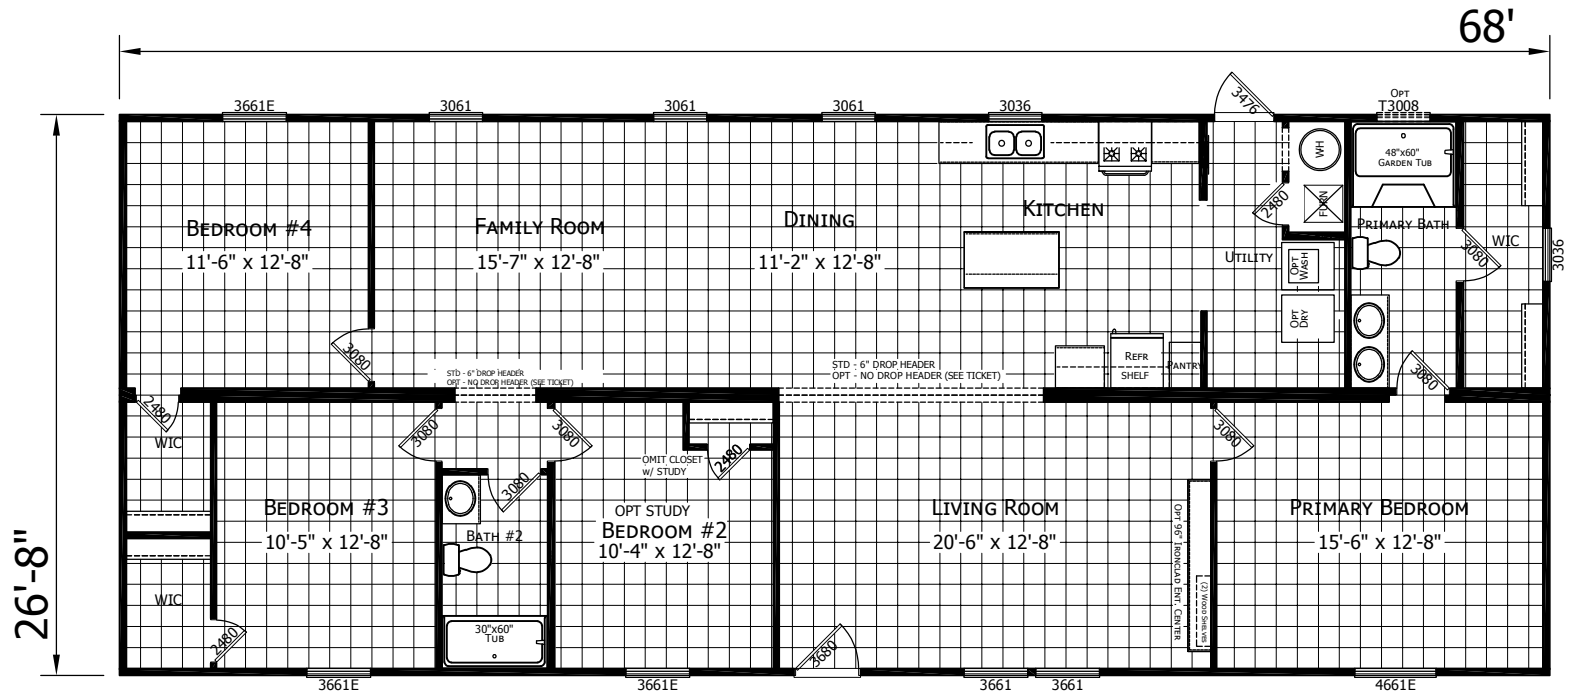 68'
OPT
3661E
3061
3061
3061
3036
3476
T3008
48"x60"
GARDEN TUB
WH
2480
FURN
KITCHEN
DINING
11'-2" x 12'-8"
FAMILY ROOM
15'-7" x 12'-8"
BEDROOM #4
11'-6" x 12'-8"
PRIMARY BATH
WIC
3080
3036
UTILITY
OPT
WASH
OPT
DRY
3080
REFR
SHELF
PANTRY
3080
STD - 6" DROP HEADER
OPT - NO DROP HEADER (SEE TICKET)
STD - 6" DROP HEADER
OPT - NO DROP HEADER (SEE TICKET)
26'-8"
2480
WIC
3080
3080
2480
OMIT CLOSET
w/ STUDY
3080
3080
BEDROOM #3
10'-5" x 12'-8"
BATH #2
OPT STUDY
BEDROOM #2
10'-4" x 12'-8"
LIVING ROOM
20'-6" x 12'-8"
OPT 96" IRONCLAD ENT. CENTER
(2) WOOD SHELVES
PRIMARY BEDROOM
15'-6" x 12'-8"
WIC
2480
30"x60"
TUB
3680
3661E
3661E
3661
3661
4661E